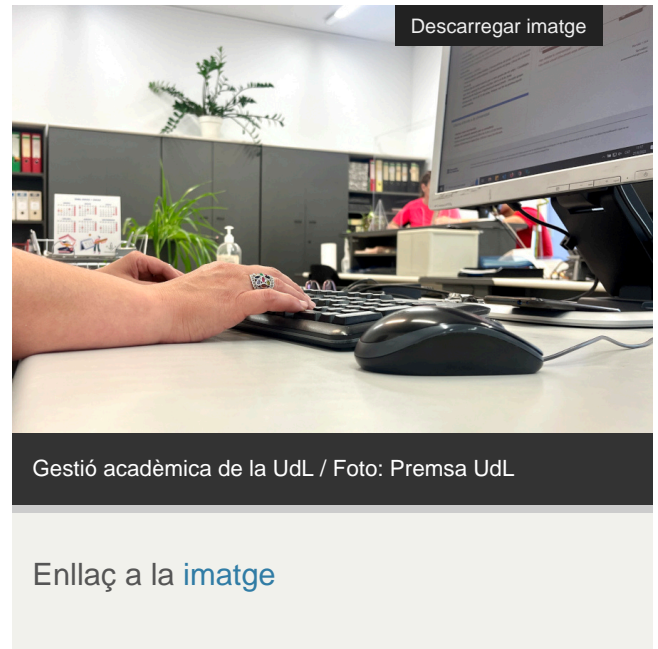 Descarregar imatge
Gestió acadèmica de la UdL / Foto: Premsa UdL
Enllaç a la imatge